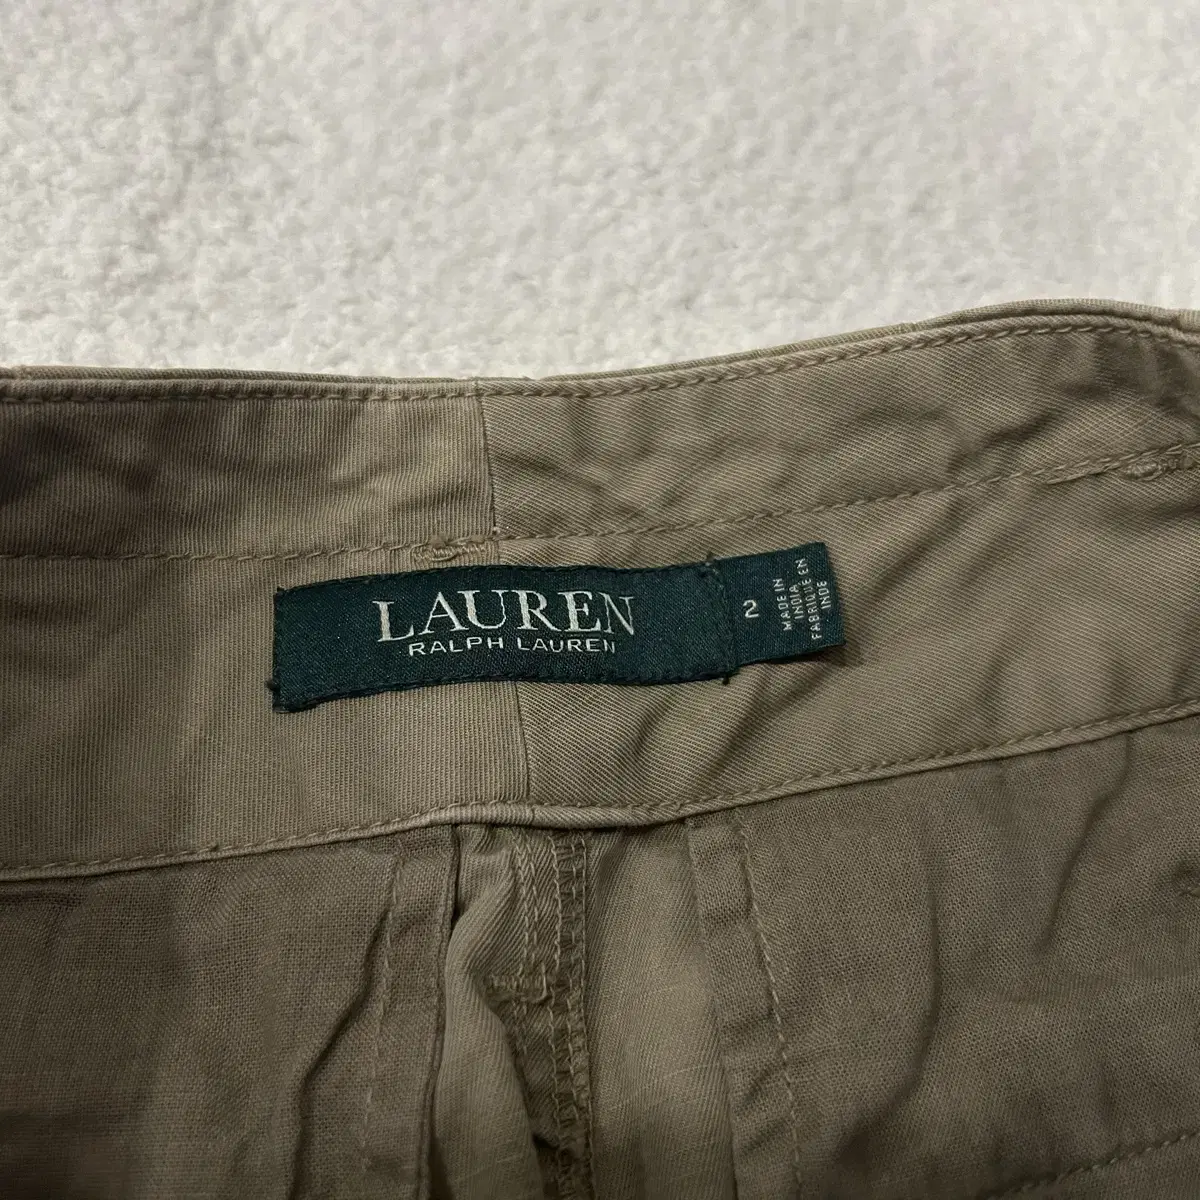 LAUREN
RALPH LAUREN
2
MADE IN
INDIA
FABRIQUE EN
INDE